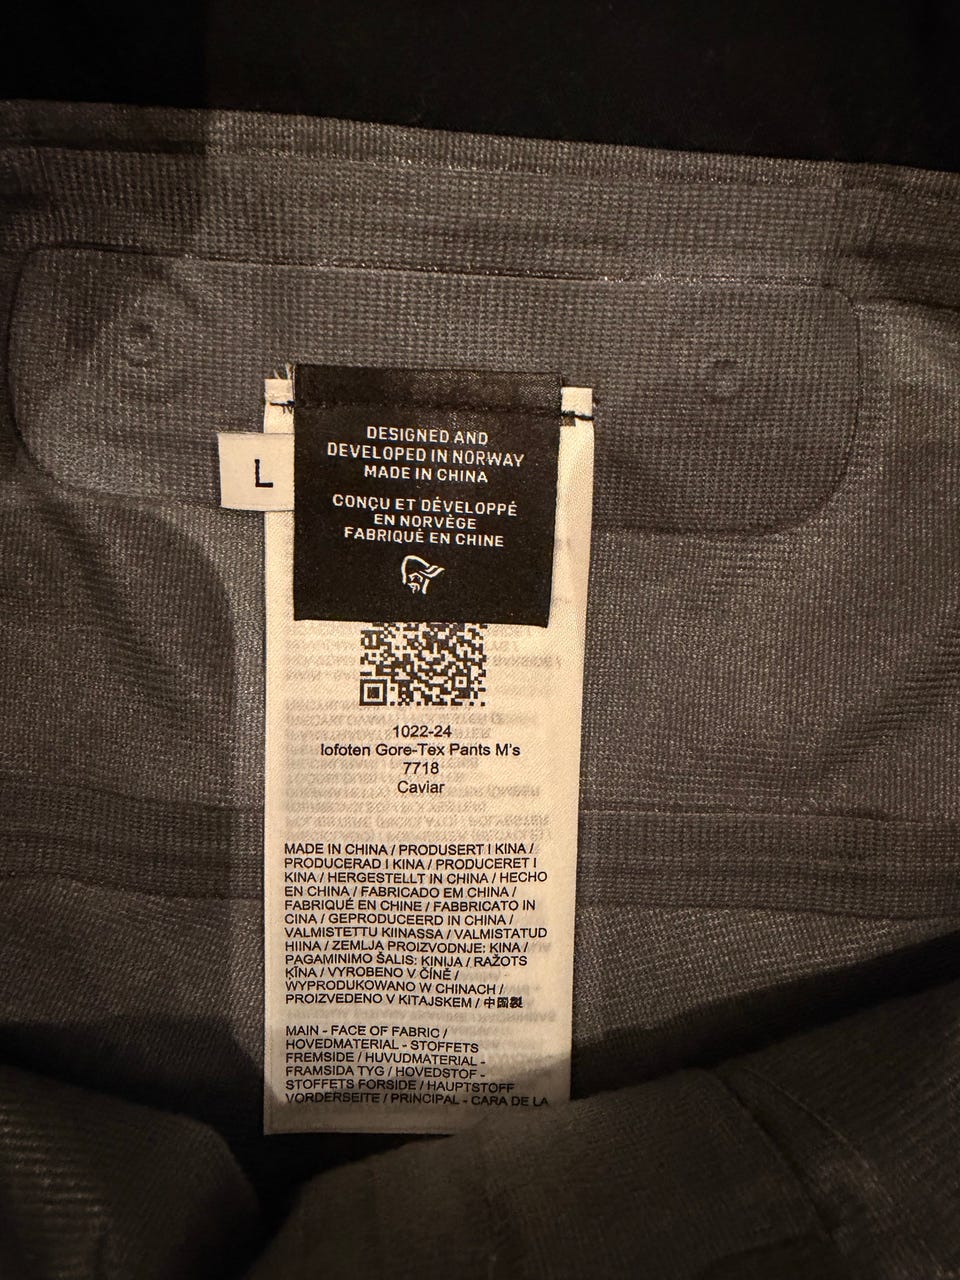 L
DESIGNED AND
DEVELOPED IN NORWAY
MADE IN CHINA
CONÇU ET DÉVELOPPÉ
EN NORVÈGE
FABRIQUÉ EN CHINE
1022-24
lofoten Gore-Tex Pants M's
7718
Caviar
MADE IN CHINA / PRODUSERT I KINA /
PRODUCERAD I KINA / PRODUCERET I
KINA / HERGESTELLT IN CHINA / HECHO
EN CHINA / FABRICADO EM CHINA /
FABRIQUÉ EN CHINE / FABBRICATO IN
CINA / GEPRODUCEERD IN CHINA /
VALMISTETTU KIINASSA / VALMISTATUD
HIINA / ZEMLJA PROIZVODNJE: KINA /
PAGAMINIMO ŠALIS: KINIJA / RAŽOTS
ĶĪNA / VYROBENO V ČÍNĚ /
WYPRODUKOWANO W CHINACH /
PROIZVEDENO V KITAJSKEM / 中国製
MAIN - FACE OF FABRIC /
HOVEDMATERIAL - STOFFETS
FREMSIDE / HUVUDMATERIAL -
FRAMSIDA TYG / HOVEDSTOF -
STOFFETS FORSIDE / HAUPTSTOFF
VORDERSEITE / PRINCIPAL - CARA DE LA